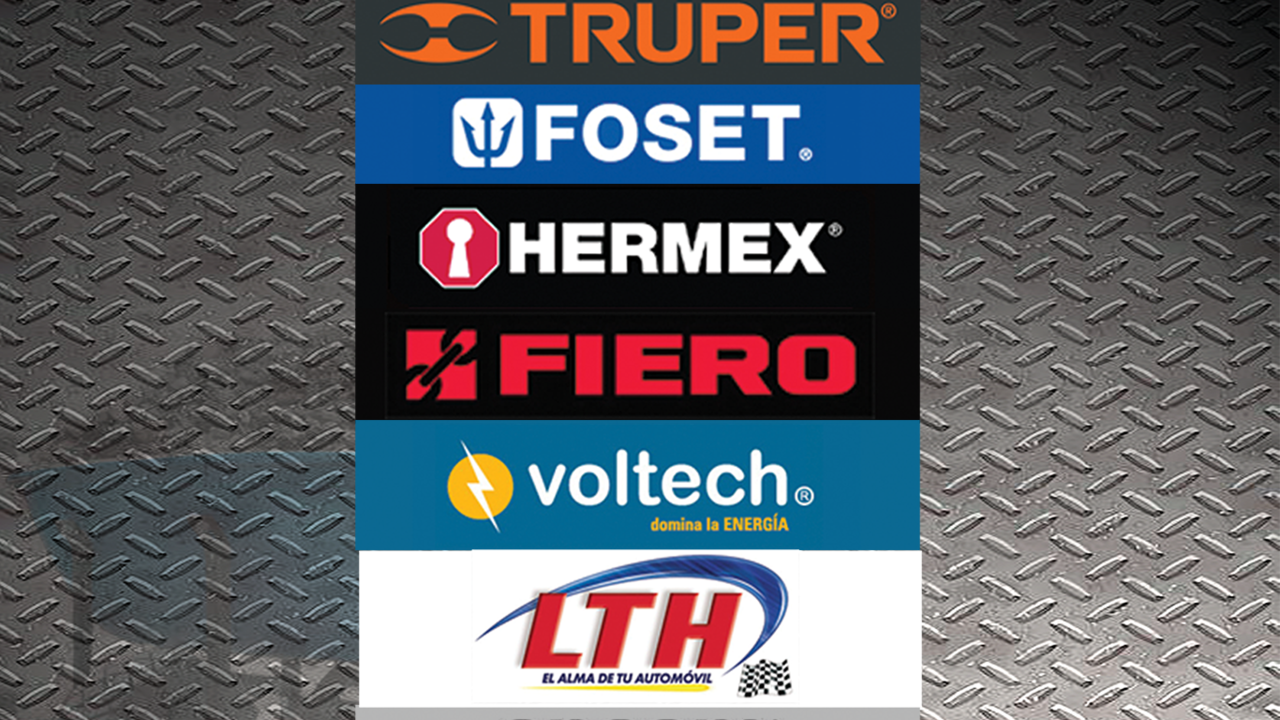 TRUPER®
FOSET®
HERMEX®
FIERO
voltech®
domina la ENERGÍA
LTH
EL ALMA DE TU AUTOMÓVIL